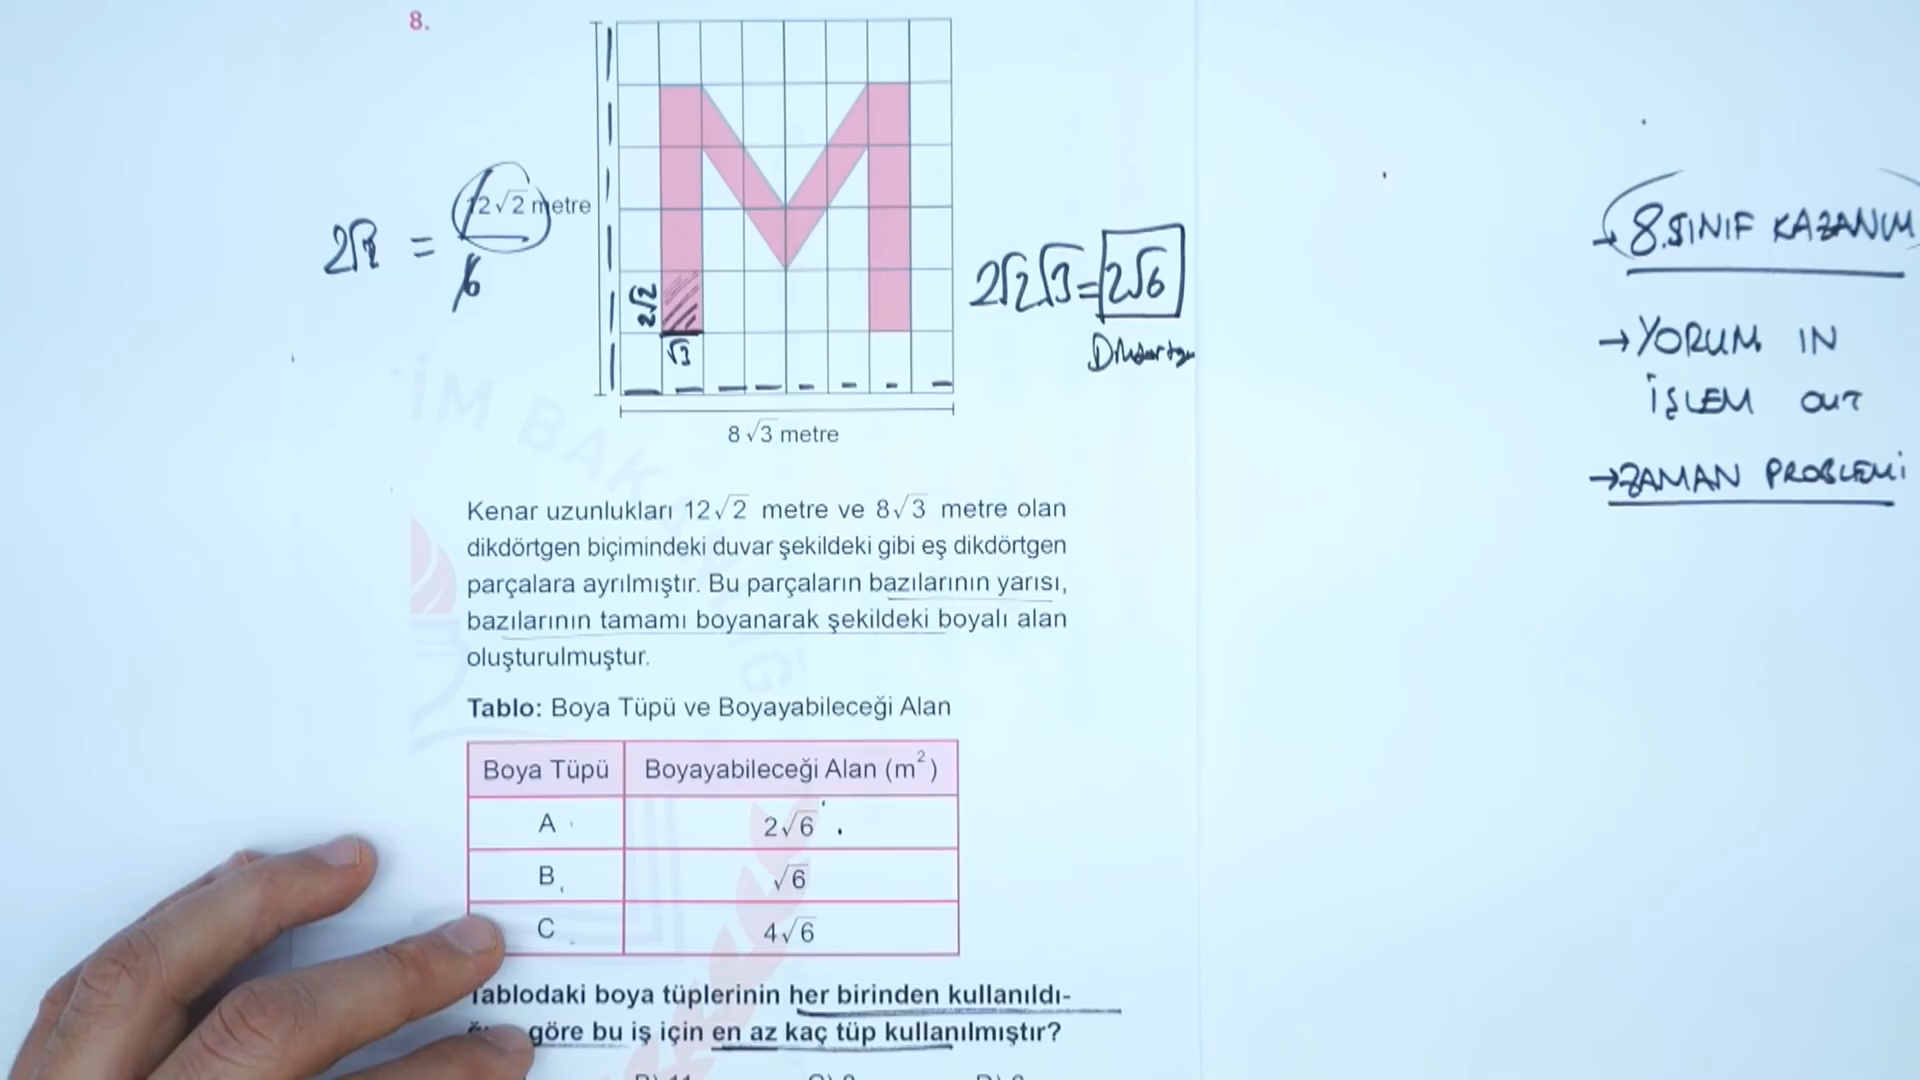 8.
12√2 metre
2√2 =
6
2√2
√3
2√2√3=2√6
8√3 metre
İM BAKANLIĞ
Kenar uzunlukları 12√2 metre ve 8√3 metre olan
dikdörtgen biçimindeki duvar şekildeki gibi eş dikdörtgen
parçalara ayrılmıştır. Bu parçaların bazılarının yarısı,
bazılarının tamamı boyanarak şekildeki boyalı alan
oluşturulmuştur.
Tablo: Boya Tüpü ve Boyayabileceği Alan
Boya Tüpü Boyayabileceği Alan (m²)
A 2√6
B √6
C 4√6
Tablodaki boya tüplerinin her birinden kullanıldı-
göre bu iş için en az kaç tüp kullanılmıştır?
→ 8.SINIF KAZANIM
→ YORUM IN
İŞLEM OUT
→ ZAMAN PROBLEMİ